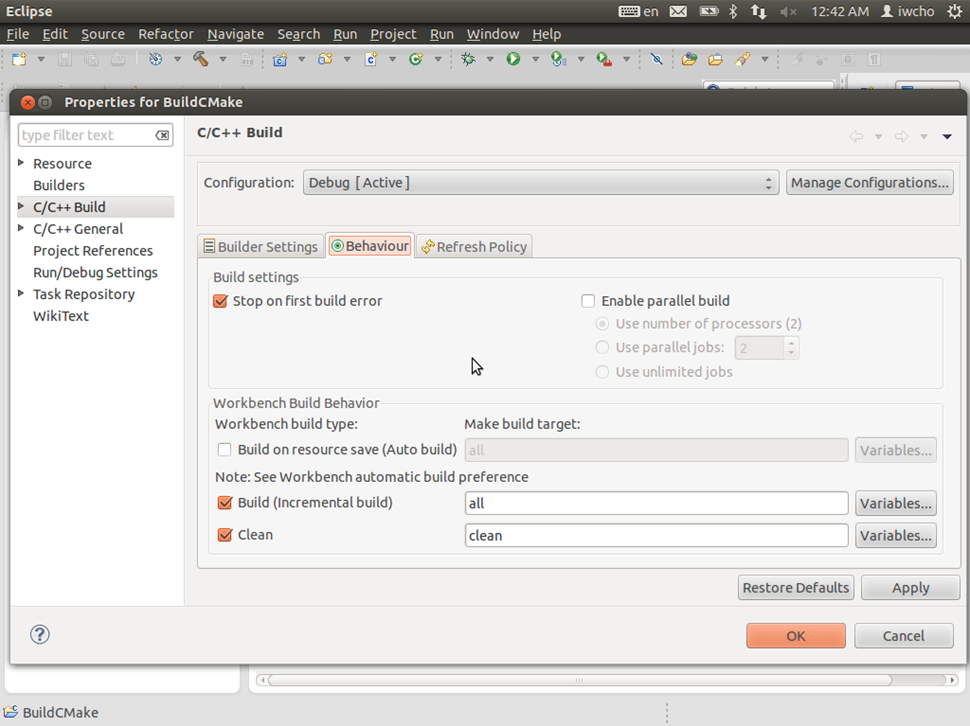 Eclipse en 12:42 AM iwcho
File Edit Source Refactor Navigate Search Run Project Run Window Help
Properties for BuildCMake
type filter text
Resource
Builders
C/C++ Build
C/C++ General
Project References
Run/Debug Settings
Task Repository
WikiText
C/C++ Build
Configuration: Debug [ Active ] Manage Configurations...
Builder Settings Behaviour Refresh Policy
Build settings
Stop on first build error Enable parallel build
Use number of processors (2)
Use parallel jobs: 2
Use unlimited jobs
Workbench Build Behavior
Workbench build type: Make build target:
Build on resource save (Auto build) all Variables...
Note: See Workbench automatic build preference
Build (Incremental build) all Variables...
Clean clean Variables...
Restore Defaults Apply
OK Cancel
BuildCMake